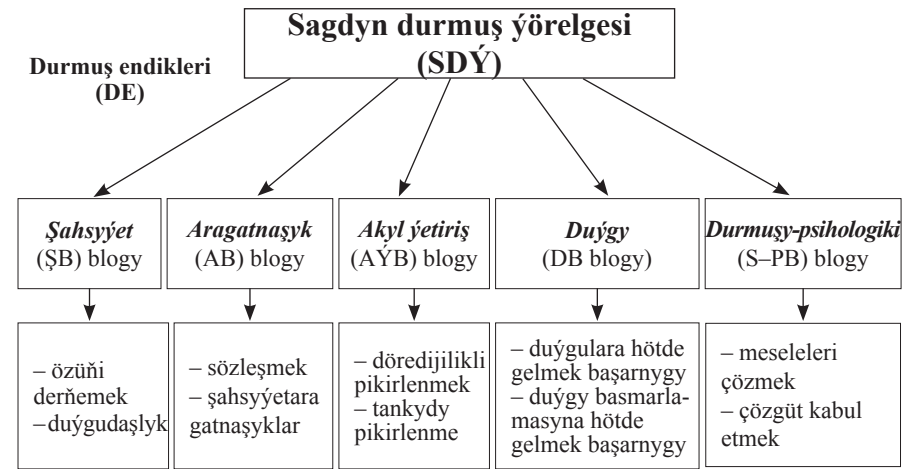 Sagdyn durmuş ýörelgesi
(SDÝ)
Durmuş endikleri
(DE)
Şahsyýet
(ŞB) blogy
Aragatnaşyk
(AB) blogy
Akyl ýetiriş
(AÝB) blogy
Duýgy
(DB blogy)
Durmuşy-psihologiki
(S–PB) blogy
– özüňi
derňemek
–duýgudaşlyk
– sözleşmek
– şahsyýetara
gatnaşyklar
– döredijilikli
pikirlenmek
– tankydy
pikirlenme
– duýgulara hötde
gelmek başarnygy
– duýgy basmarla-
masyna hötde
gelmek başarnygy
– meseleleri
çözmek
– çözgüt kabul
etmek